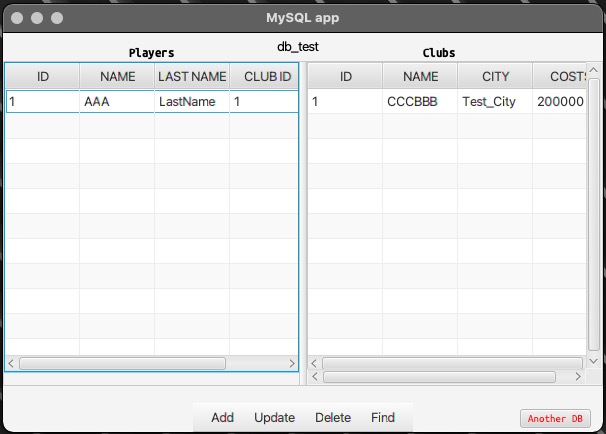 MySQL app
db_test
Players
Clubs
ID NAME LAST NAME CLUB ID
1 AAA LastName 1
ID NAME CITY COSTS
1 CCCBBB Test_City 200000
Add Update Delete Find
Another DB